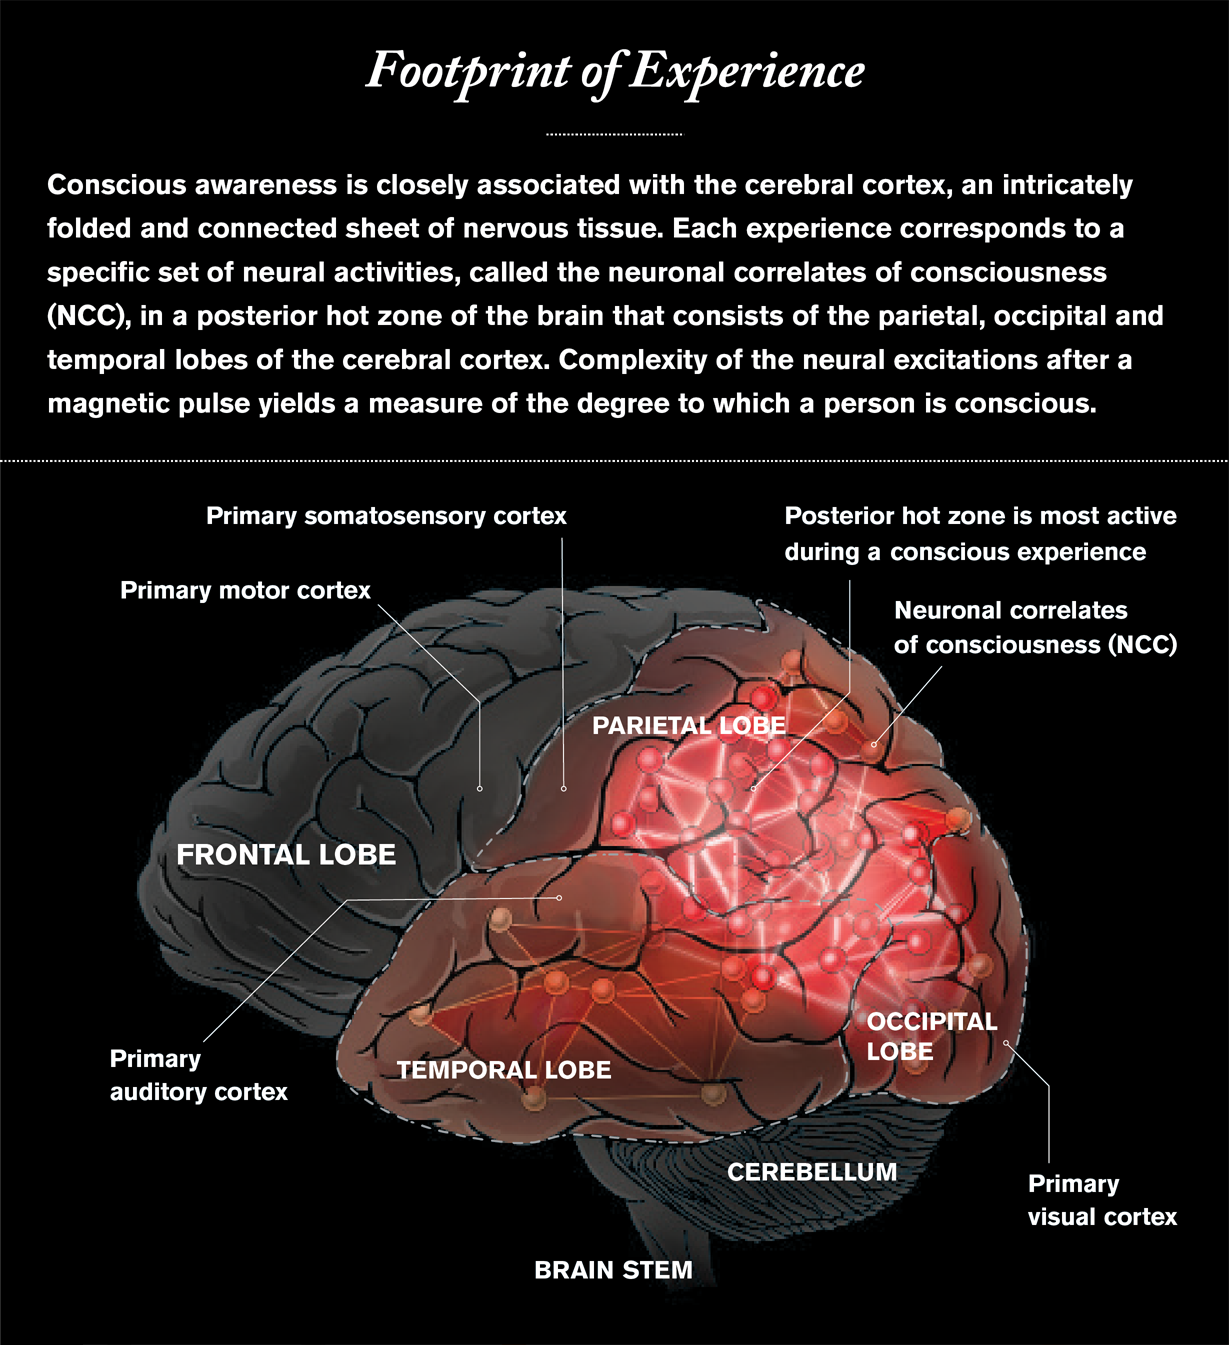 Footprint of Experience
Conscious awareness is closely associated with the cerebral cortex, an intricately
folded and connected sheet of nervous tissue. Each experience corresponds to a
specific set of neural activities, called the neuronal correlates of consciousness
(NCC), in a posterior hot zone of the brain that consists of the parietal, occipital and
temporal lobes of the cerebral cortex. Complexity of the neural excitations after a
magnetic pulse yields a measure of the degree to which a person is conscious.
Primary somatosensory cortex
Posterior hot zone is most active
during a conscious experience
Primary motor cortex
Neuronal correlates
of consciousness (NCC)
PARIETAL LOBE
FRONTAL LOBE
OCCIPITAL
LOBE
Primary
auditory cortex
TEMPORAL LOBE
CEREBELLUM
Primary
visual cortex
BRAIN STEM